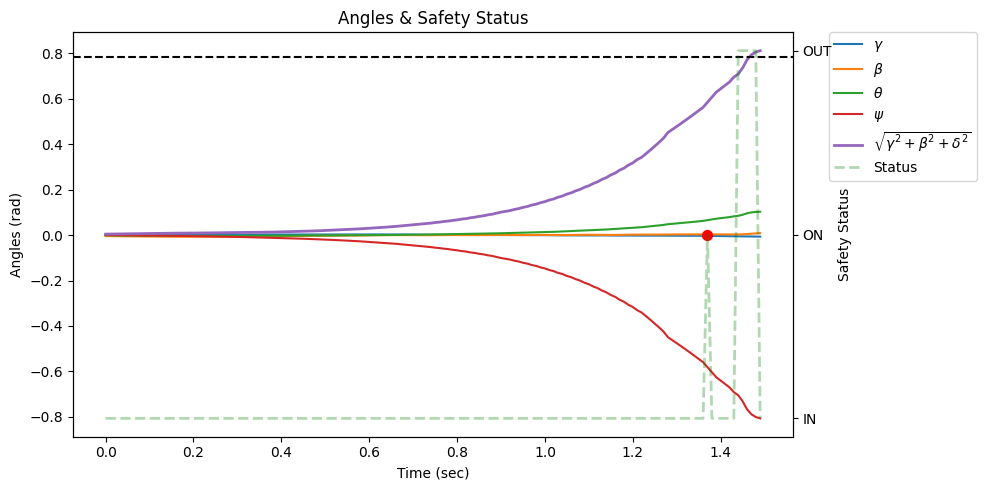 Angles & Safety Status
Angles (rad)
0.8
0.6
0.4
0.2
0.0
−0.2
−0.4
−0.6
−0.8
0.0
0.2
0.4
0.6
0.8
1.0
1.2
1.4
Time (sec)
OUT
ON
IN
Safety Status
γ
β
θ
ψ
√γ² + β² + δ²
Status